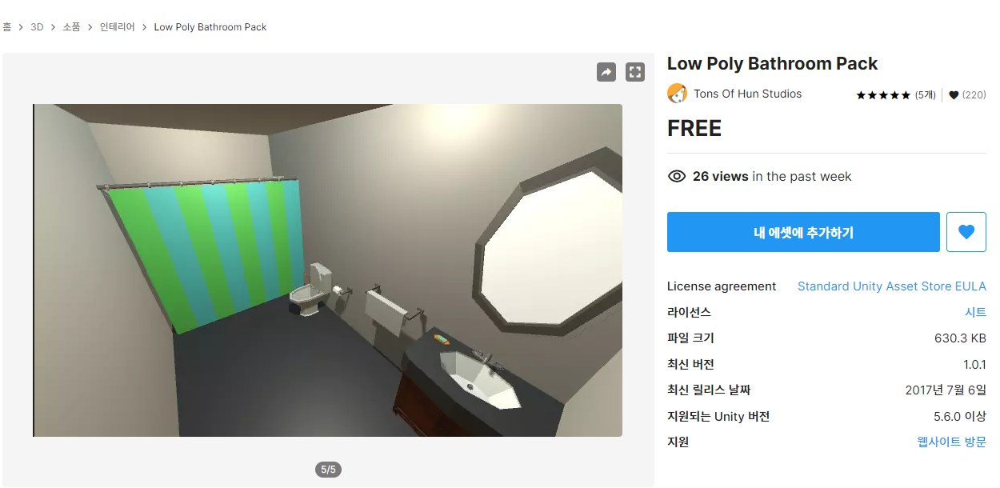 홈 > 3D > 소품 > 인테리어 > Low Poly Bathroom Pack
5/5
Low Poly Bathroom Pack
Tons Of Hun Studios ★★★★★ (5개) | ♥ (220)
FREE
26 views in the past week
내 에셋에 추가하기
License agreement Standard Unity Asset Store EULA
라이선스 시트
파일 크기 630.3 KB
최신 버전 1.0.1
최신 릴리스 날짜 2017년 7월 6일
지원되는 Unity 버전 5.6.0 이상
지원 웹사이트 방문